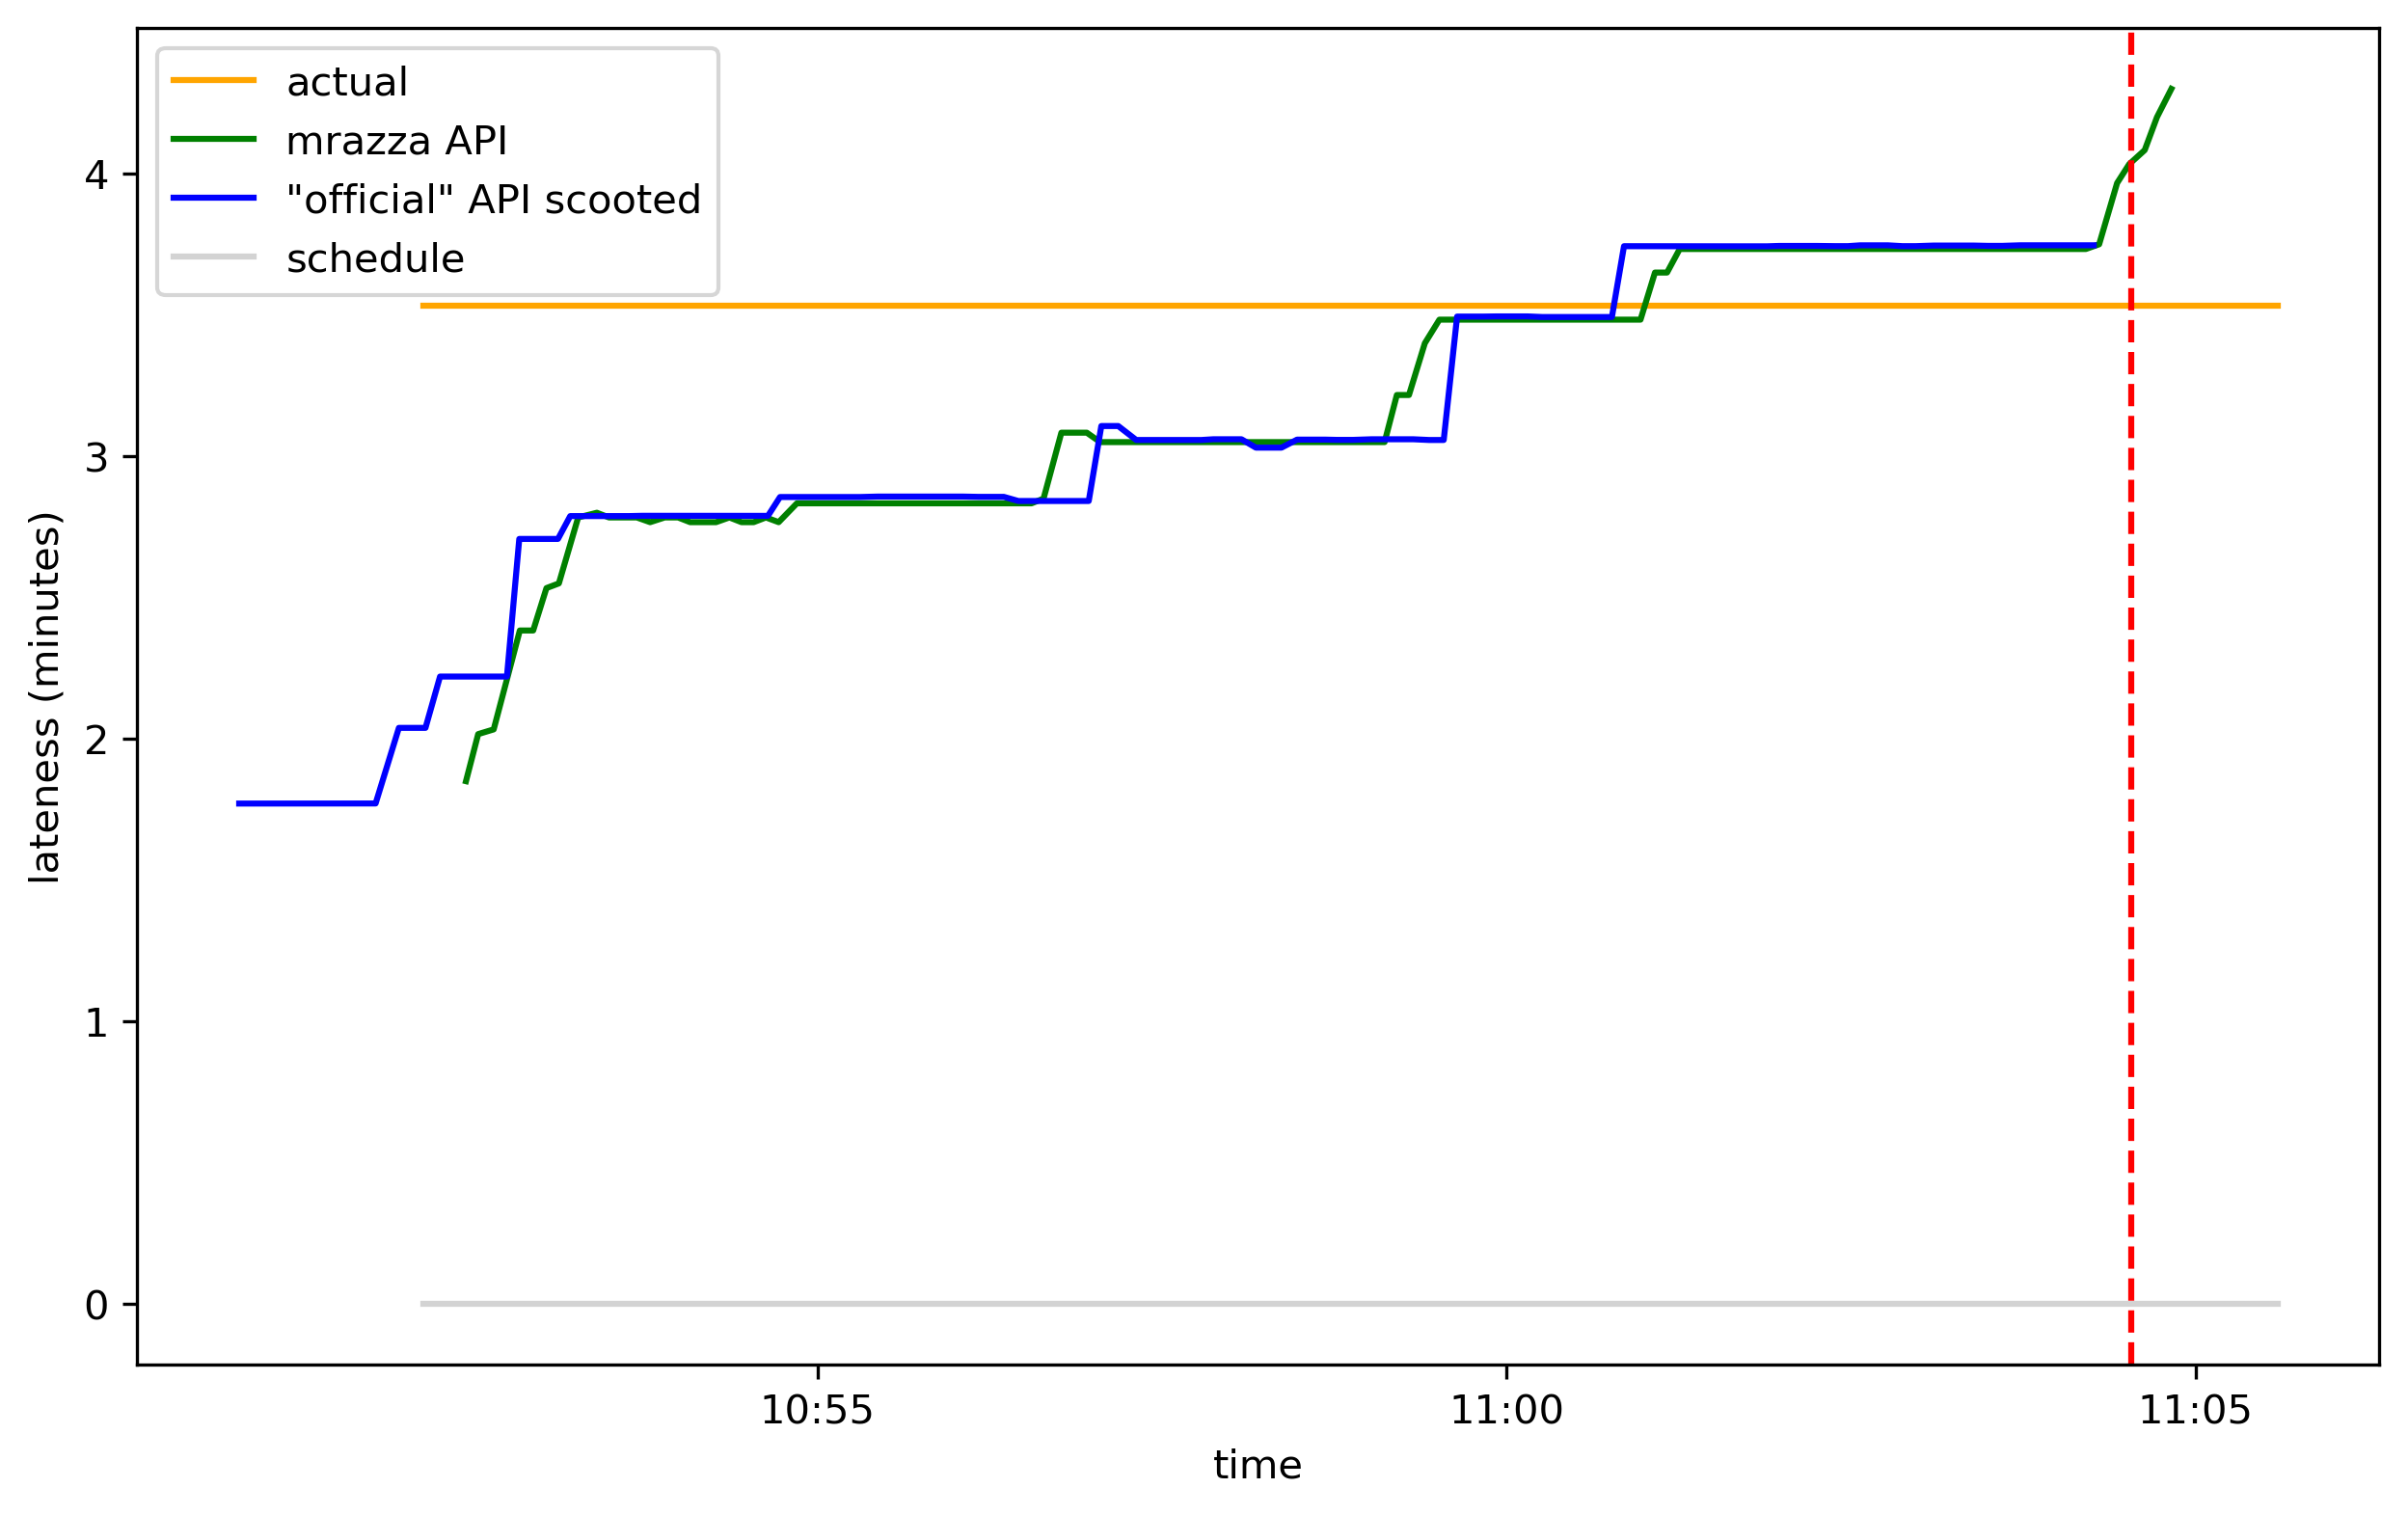 actual
mrazza API
"official" API scooted
schedule
4
3
2
1
0
lateness (minutes)
10:55
11:00
11:05
time